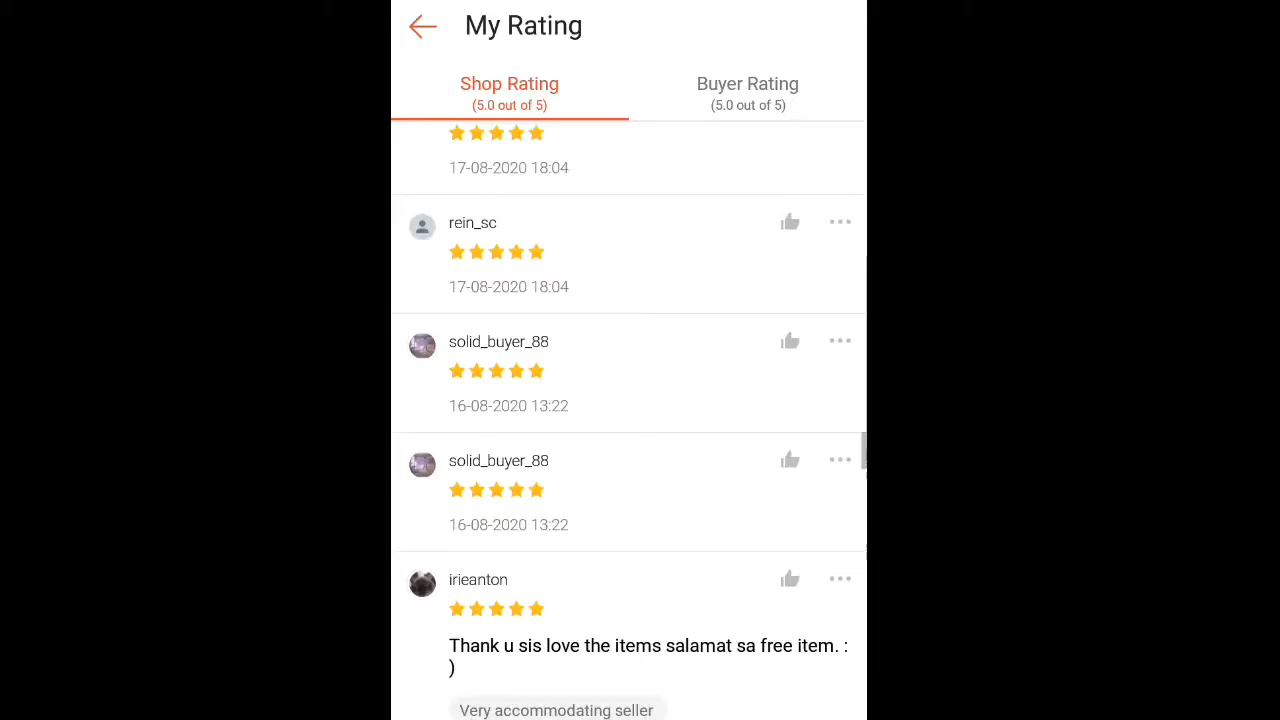 My Rating
Shop Rating
Buyer Rating
(5.0 out of 5)
(5.0 out of 5)
17-08-2020 18:04
rein_sc
17-08-2020 18:04
solid_buyer_88
16-08-2020 13:22
solid_buyer_88
16-08-2020 13:22
irieanton
Thank u sis love the items salamat sa free item. :
)
Very accommodating seller